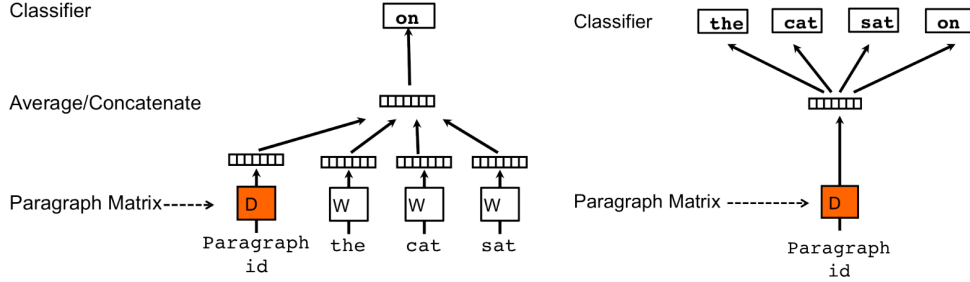 Classifier
on
Average/Concatenate
Paragraph Matrix
D
W
W
W
Paragraph
id
the
cat
sat
Classifier
the
cat
sat
on
Paragraph Matrix
D
Paragraph
id